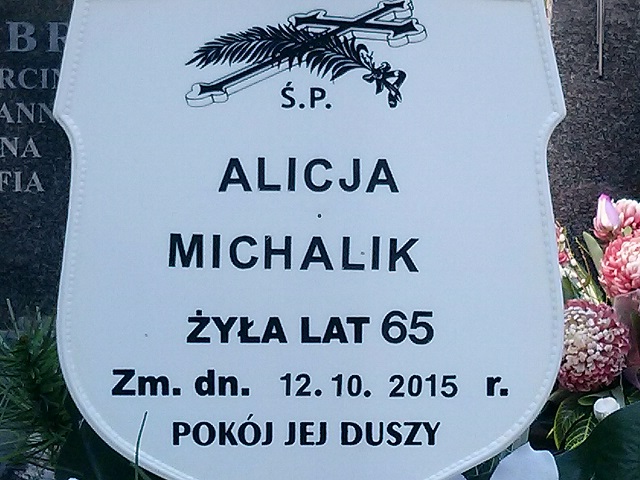 Ś.P.
ALICJA
MICHALIK
ŻYŁA LAT 65
Zm. dn. 12.10.2015 r.
POKÓJ JEJ DUSZY